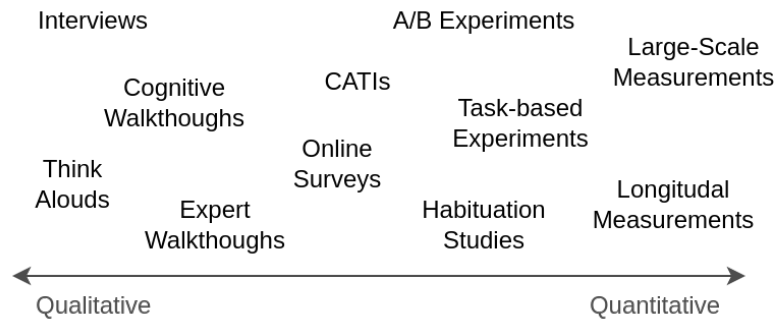 Interviews
A/B Experiments
Large-Scale
Measurements
Cognitive
Walkthoughs
CATIs
Task-based
Experiments
Online
Surveys
Think
Alouds
Expert
Walkthoughs
Habituation
Studies
Longitudal
Measurements
Qualitative
Quantitative